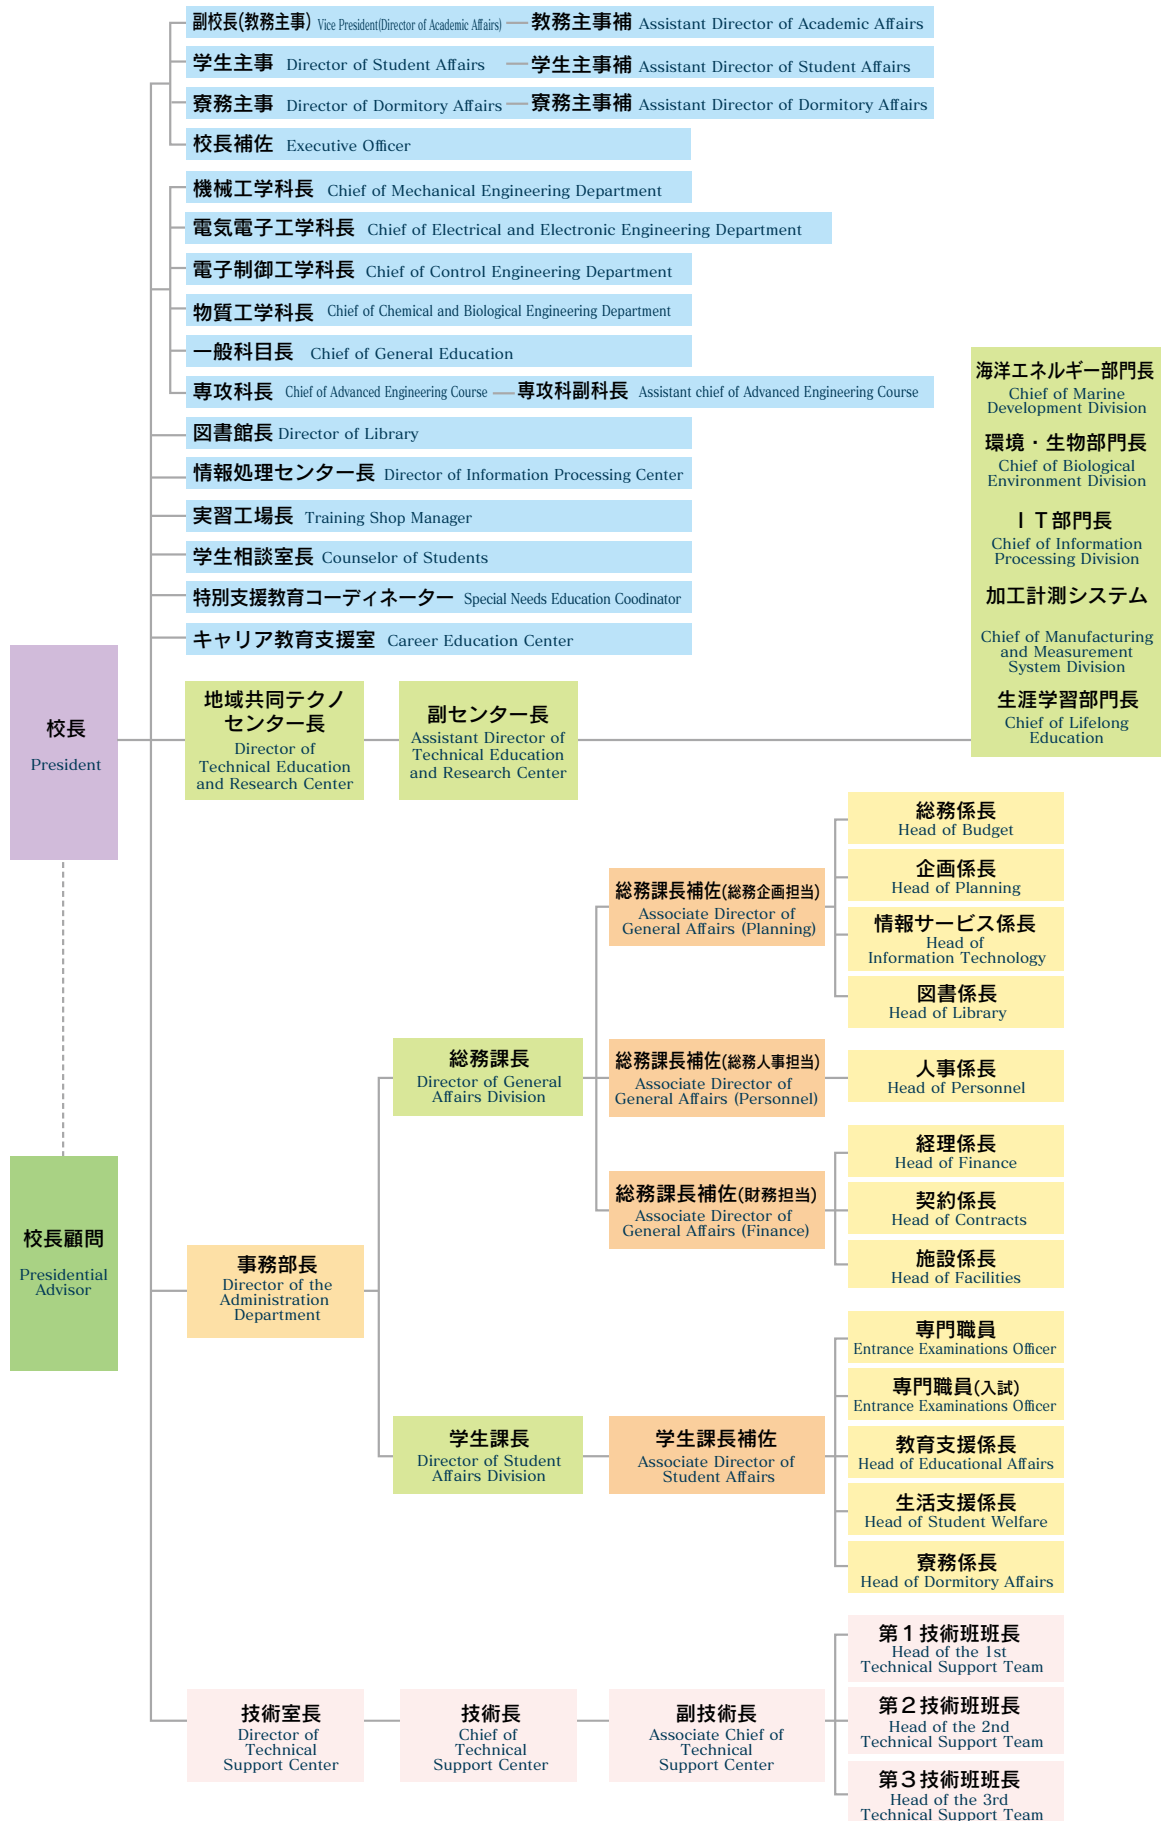 副校長(教務主事) Vice President(Director of Academic Affairs) 教務主事補 Assistant Director of Academic Affairs
学生主事 Director of Student Affairs 学生主事補 Assistant Director of Student Affairs
寮務主事 Director of Dormitory Affairs 寮務主事補 Assistant Director of Dormitory Affairs
校長補佐 Executive Officer
機械工学科長 Chief of Mechanical Engineering Department
電気電子工学科長 Chief of Electrical and Electronic Engineering Department
電子制御工学科長 Chief of Control Engineering Department
物質工学科長 Chief of Chemical and Biological Engineering Department
一般科目長 Chief of General Education
専攻科長 Chief of Advanced Engineering Course 専攻科副科長 Assistant chief of Advanced Engineering Course
図書館長 Director of Library
情報処理センター長 Director of Information Processing Center
実習工場長 Training Shop Manager
学生相談室長 Counselor of Students
特別支援教育コーディネーター Special Needs Education Coodinator
キャリア教育支援室 Career Education Center
海洋エネルギー部門長
Chief of Marine
Development Division
環境・生物部門長
Chief of Biological
Environment Division
ＩＴ部門長
Chief of Information
Processing Division
加工計測システム
Chief of Manufacturing
and Measurement
System Division
生涯学習部門長
Chief of Lifelong
Education
校長
President
地域共同テクノ
センター長
Director of
Technical Education
and Research Center
副センター長
Assistant Director of
Technical Education
and Research Center
校長顧問
Presidential
Advisor
事務部長
Director of the
Administration
Department
総務課長
Director of General
Affairs Division
総務課長補佐(総務企画担当)
Associate Director of
General Affairs (Planning)
総務係長
Head of Budget
企画係長
Head of Planning
情報サービス係長
Head of
Information Technology
図書係長
Head of Library
総務課長補佐(総務人事担当)
Associate Director of
General Affairs (Personnel)
人事係長
Head of Personnel
総務課長補佐(財務担当)
Associate Director of
General Affairs (Finance)
経理係長
Head of Finance
契約係長
Head of Contracts
施設係長
Head of Facilities
学生課長
Director of Student
Affairs Division
学生課長補佐
Associate Director of
Student Affairs
専門職員
Entrance Examinations Officer
専門職員(入試)
Entrance Examinations Officer
教育支援係長
Head of Educational Affairs
生活支援係長
Head of Student Welfare
寮務係長
Head of Dormitory Affairs
技術室長
Director of
Technical
Support Center
技術長
Chief of
Technical
Support Center
副技術長
Associate Chief of
Technical
Support Center
第１技術班班長
Head of the 1st
Technical Support Team
第２技術班班長
Head of the 2nd
Technical Support Team
第３技術班班長
Head of the 3rd
Technical Support Team